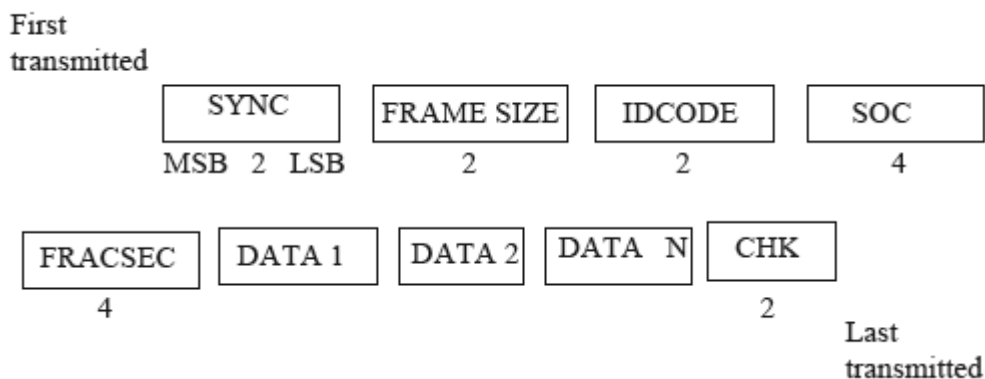 First
transmitted
SYNC FRAME SIZE IDCODE SOC
MSB 2 LSB 2 2 4
FRACSEC DATA 1 DATA 2 DATA N CHK
4 2
Last
transmitted